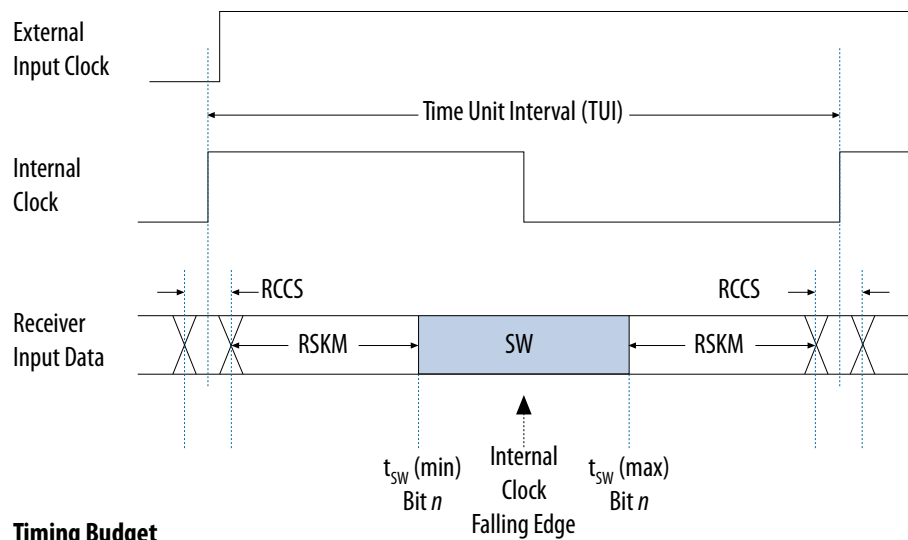 External
Input Clock
Time Unit Interval (TUI)
Internal
Clock
RCCS
RCCS
Receiver
Input Data
RSKM
SW
RSKM
t_SW (min)
Bit n
Internal
Clock
Falling Edge
t_SW (max)
Bit n
Timing Budget